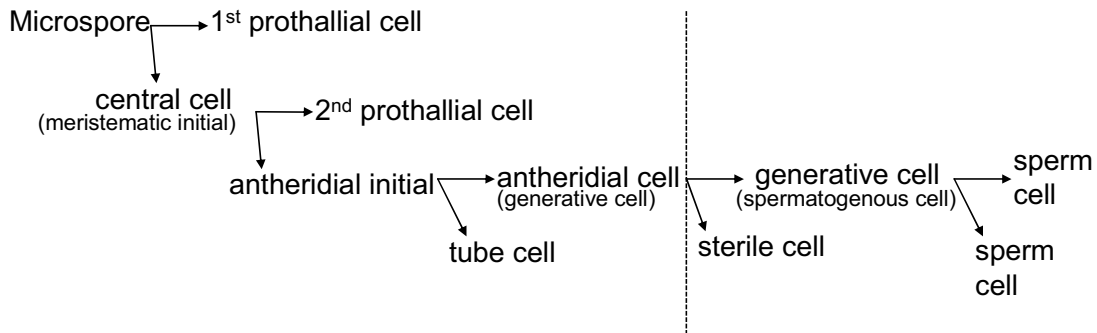 Microspore
1st prothallial cell
central cell
(meristematic initial)
2nd prothallial cell
antheridial initial
antheridial cell
(generative cell)
generative cell
(spermatogenous cell)
sperm
cell
tube cell
sterile cell
sperm
cell